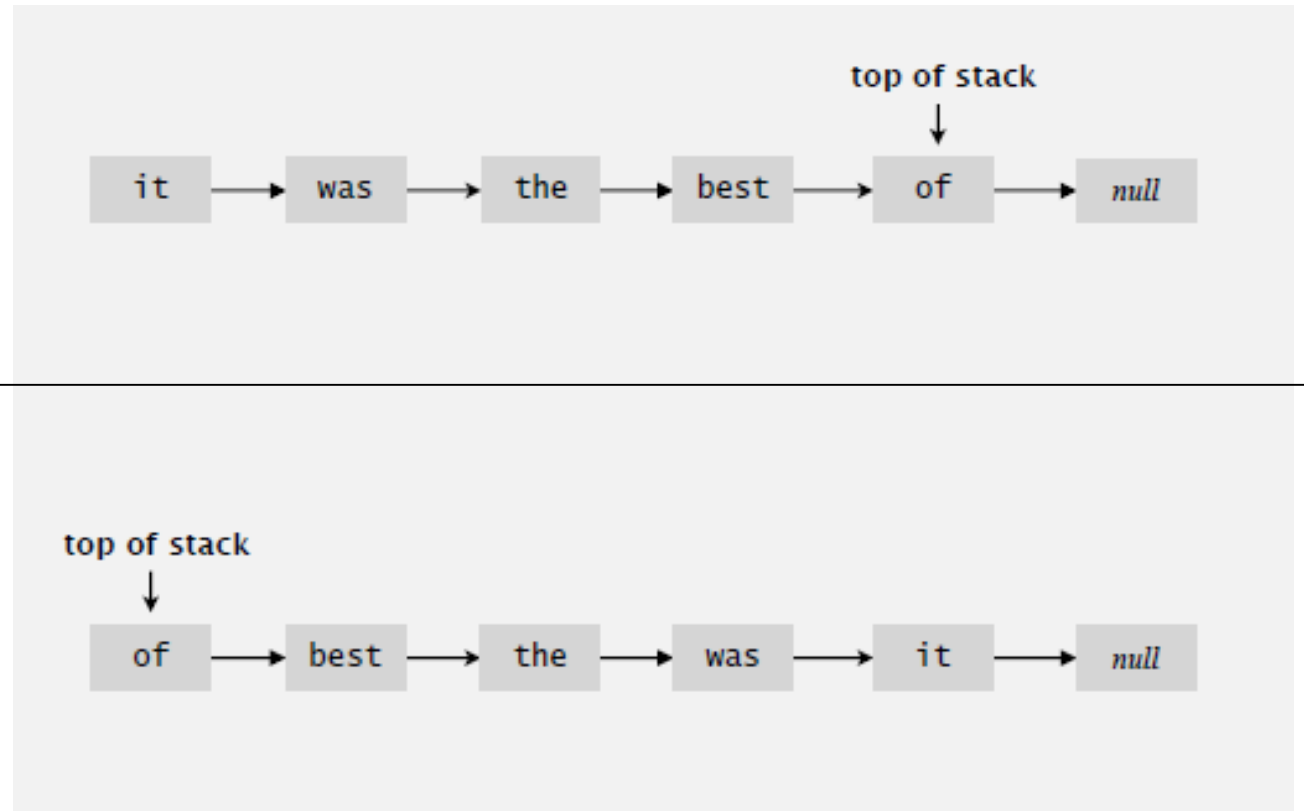 top of stack
it was the best of null
top of stack
of best the was it null